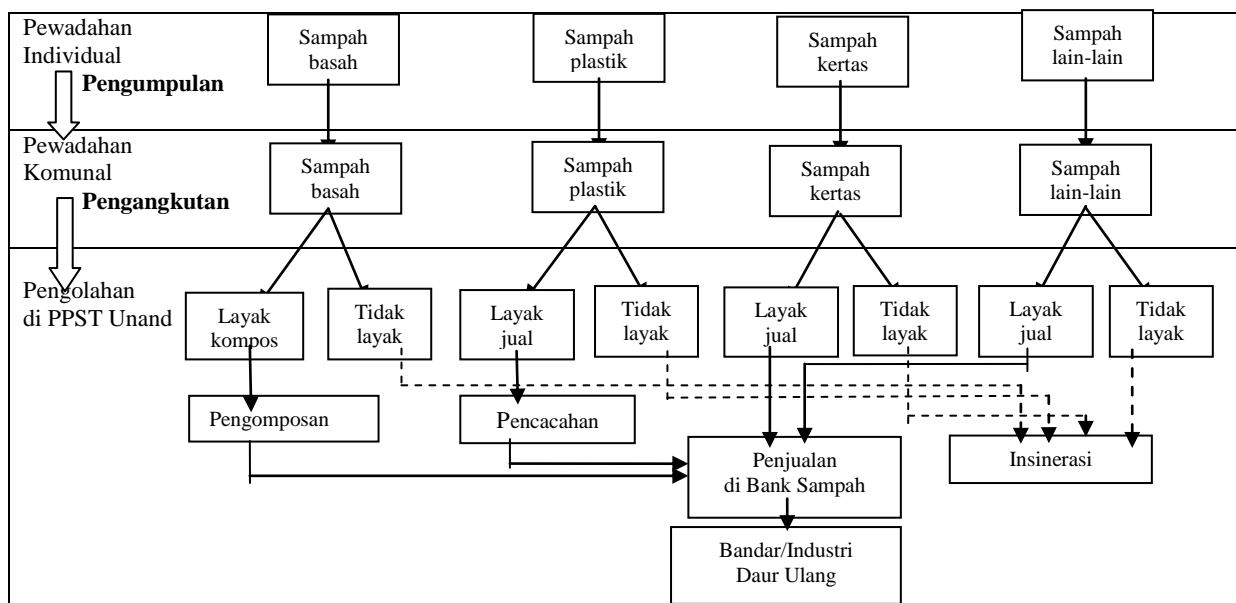 Pewadahan
Individual
Pengumpulan
Sampah
basah
Sampah
plastik
Sampah
kertas
Sampah
lain-lain
Pewadahan
Komunal
Pengangkutan
Sampah
basah
Sampah
plastik
Sampah
kertas
Sampah
lain-lain
Pengolahan
di PPST Unand
Layak
kompos
Tidak
layak
Layak
jual
Tidak
layak
Layak
jual
Tidak
layak
Layak
jual
Tidak
layak
Pengomposan
Pencacahan
Penjualan
di Bank Sampah
Insinerasi
Bandar/Industri
Daur Ulang